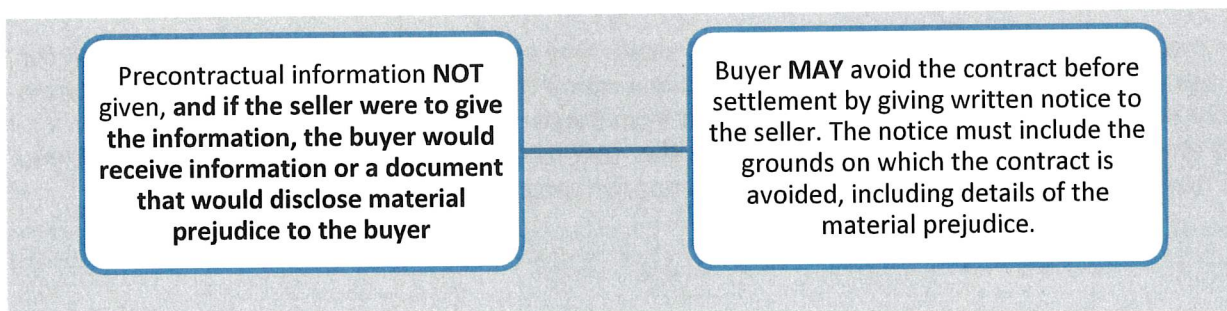 Precontractual information NOT
given, and if the seller were to give
the information, the buyer would
receive information or a document
that would disclose material
prejudice to the buyer
Buyer MAY avoid the contract before
settlement by giving written notice to
the seller. The notice must include the
grounds on which the contract is
avoided, including details of the
material prejudice.